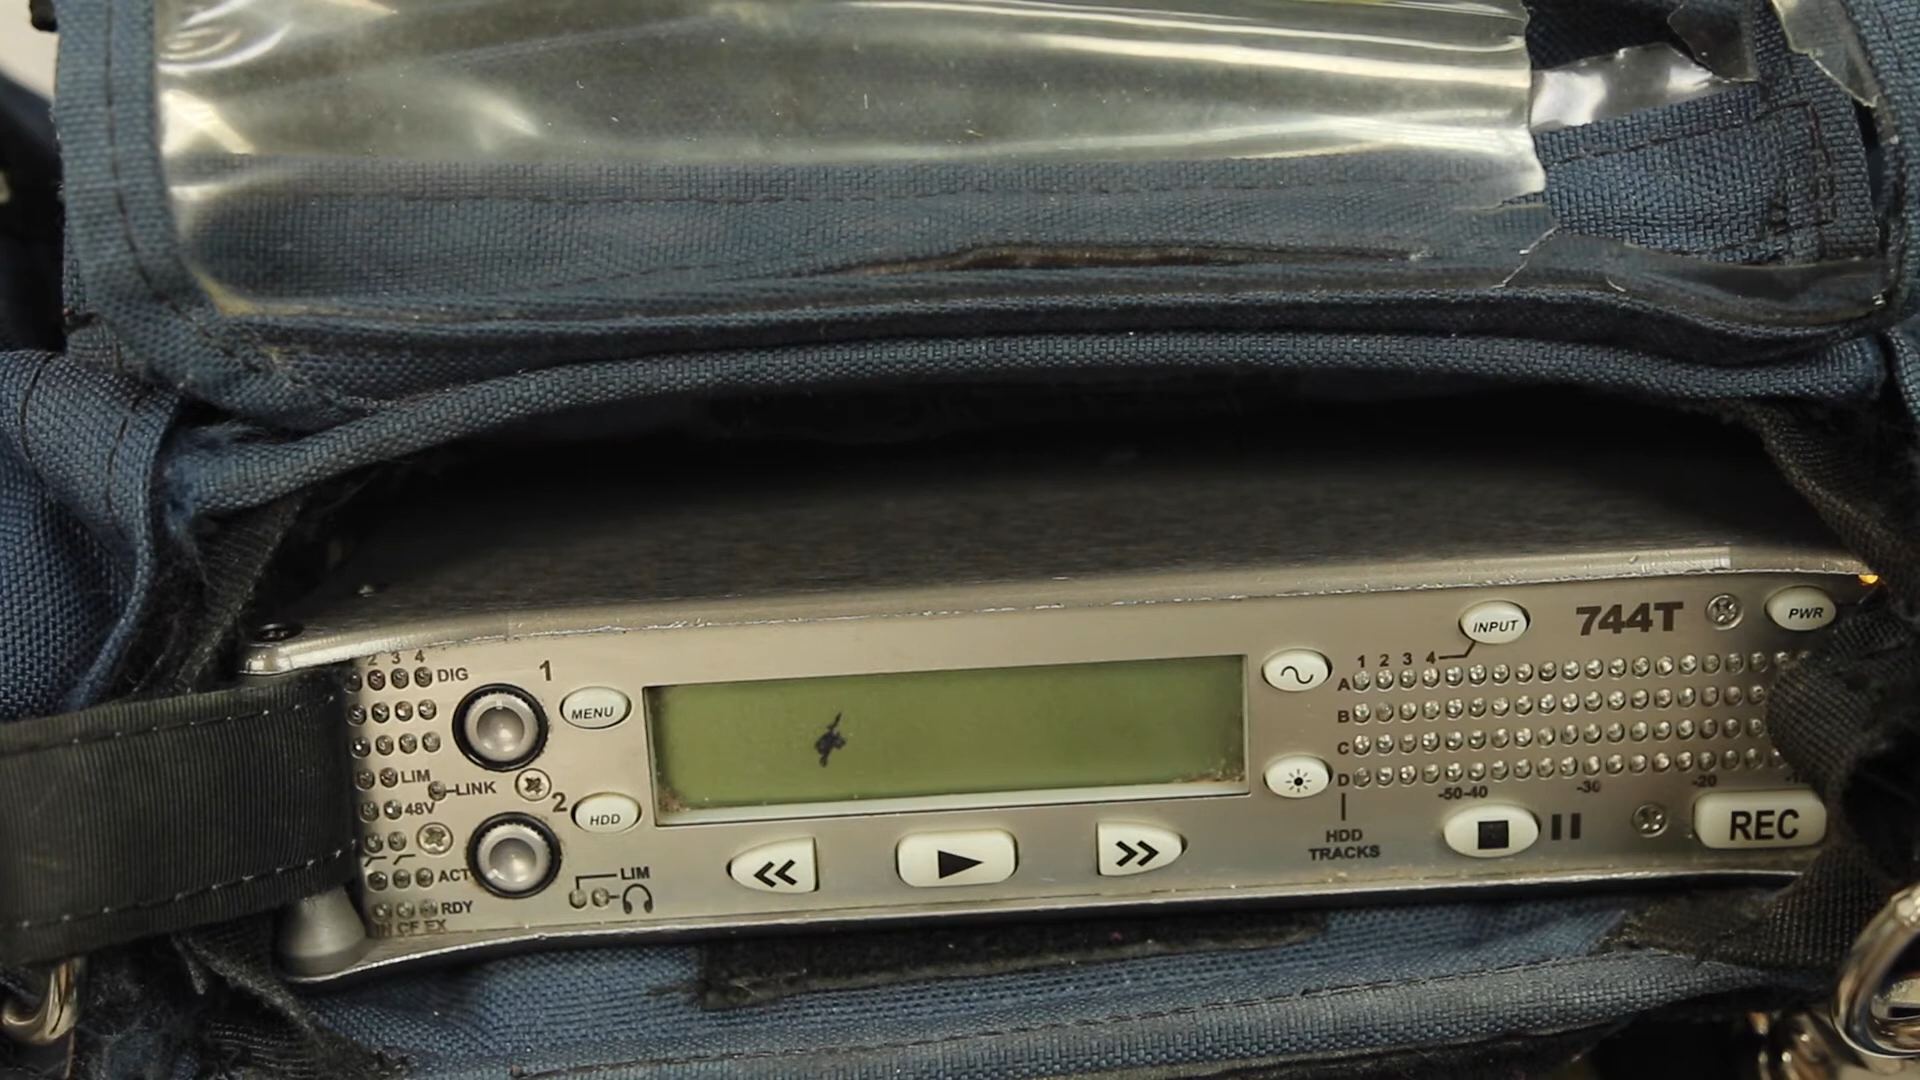 744T
INPUT
PWR
2 3 4
DIG
1
MENU
1 2 3 4
A
B
C
D
LIM
LINK
48V
2
HDD
-50 -40 -30 -20
HDD
TRACKS
REC
ACT
LIM
RDY
IN CF EX